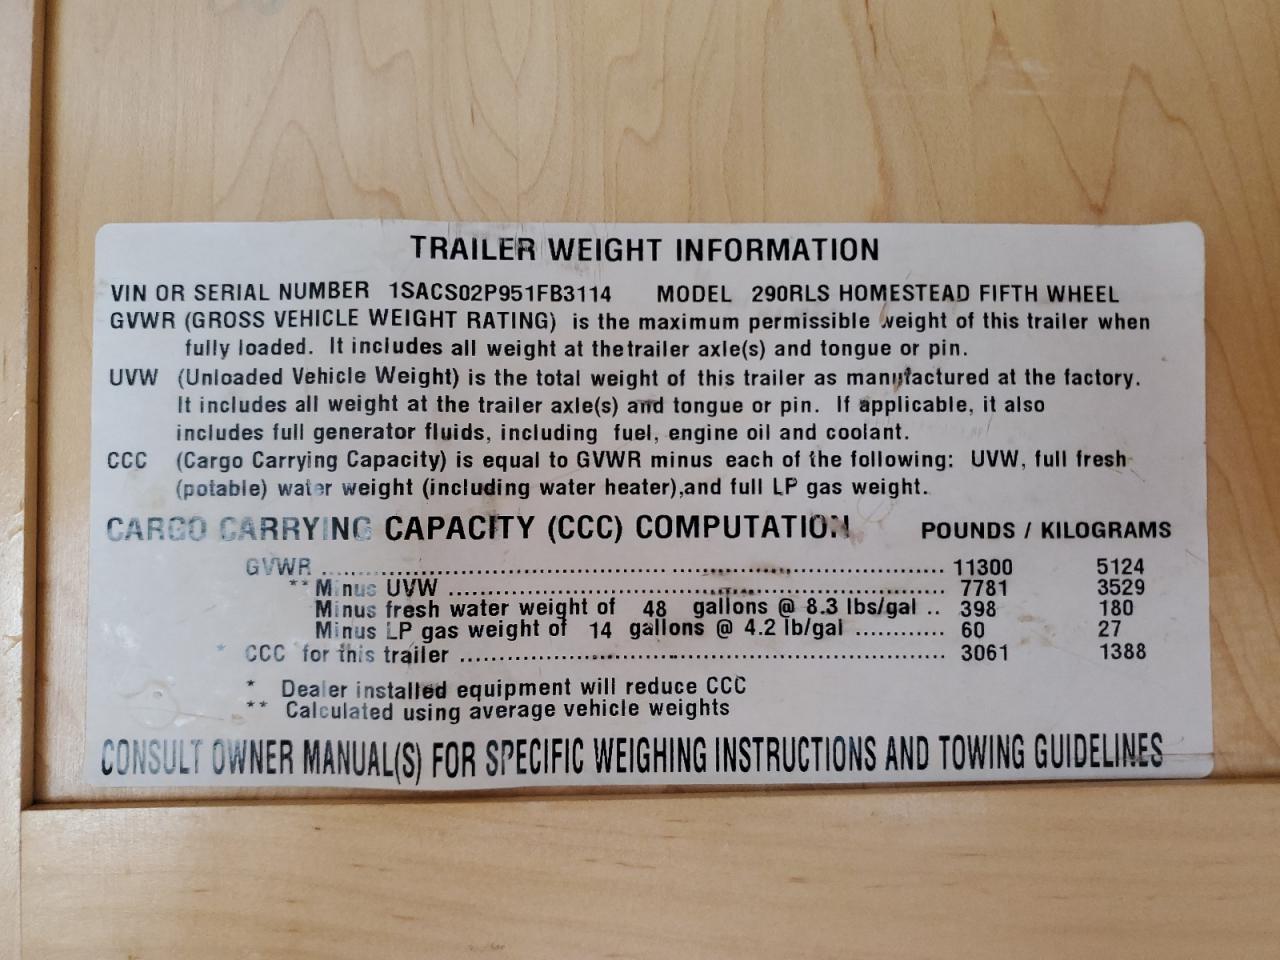 TRAILER WEIGHT INFORMATION
VIN OR SERIAL NUMBER 1SACS02P951FB3114 MODEL 290RLS HOMESTEAD FIFTH WHEEL
GVWR (GROSS VEHICLE WEIGHT RATING) is the maximum permissible weight of this trailer when
fully loaded. It includes all weight at the trailer axle(s) and tongue or pin.
UVW (Unloaded Vehicle Weight) is the total weight of this trailer as manufactured at the factory.
It includes all weight at the trailer axle(s) and tongue or pin. If applicable, it also
includes full generator fluids, including fuel, engine oil and coolant.
CCC (Cargo Carrying Capacity) is equal to GVWR minus each of the following: UVW, full fresh
(potable) water weight (including water heater),and full LP gas weight.
CARGO CARRYING CAPACITY (CCC) COMPUTATION POUNDS / KILOGRAMS
GVWR ........ 11300 5124
** Minus UVW ........ 7781 3529
Minus fresh water weight of 48 gallons @ 8.3 lbs/gal .. 398 180
Minus LP gas weight of 14 gallons @ 4.2 lb/gal ............ 60 27
* CCC for this trailer ........ 3061 1388
* Dealer installed equipment will reduce CCC
** Calculated using average vehicle weights
CONSULT OWNER MANUAL(S) FOR SPECIFIC WEIGHING INSTRUCTIONS AND TOWING GUIDELINES